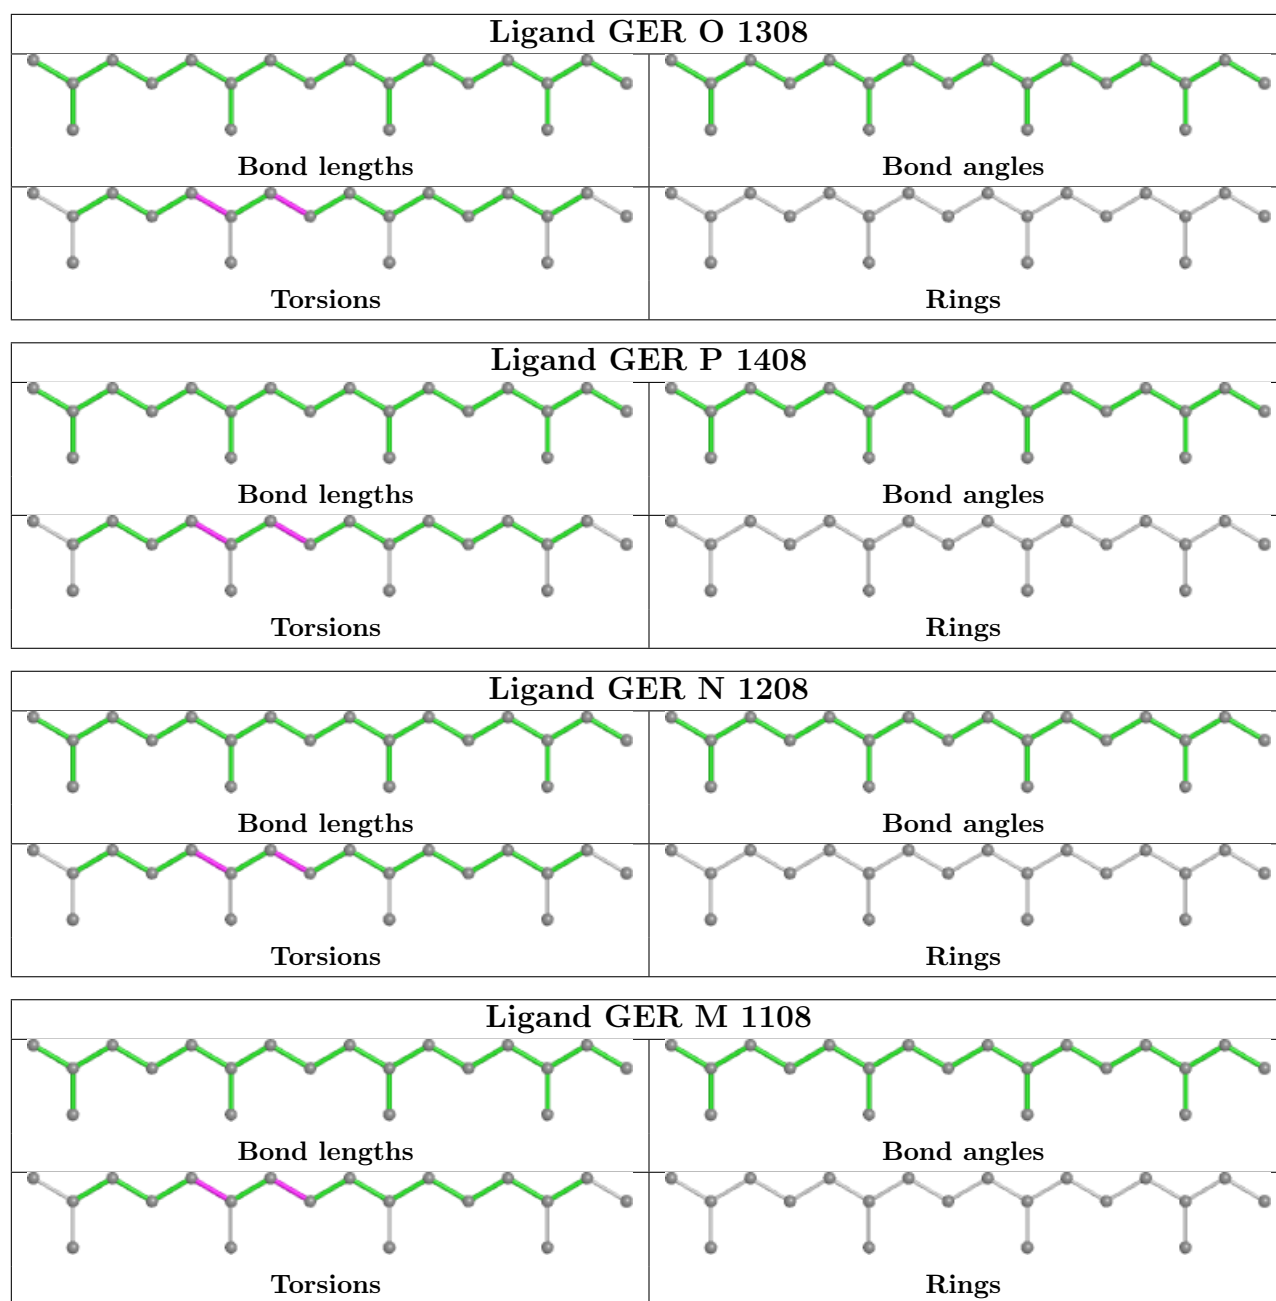 Ligand GER O 1308
Bond lengths Bond angles
Torsions Rings
Ligand GER P 1408
Bond lengths Bond angles
Torsions Rings
Ligand GER N 1208
Bond lengths Bond angles
Torsions Rings
Ligand GER M 1108
Bond lengths Bond angles
Torsions Rings